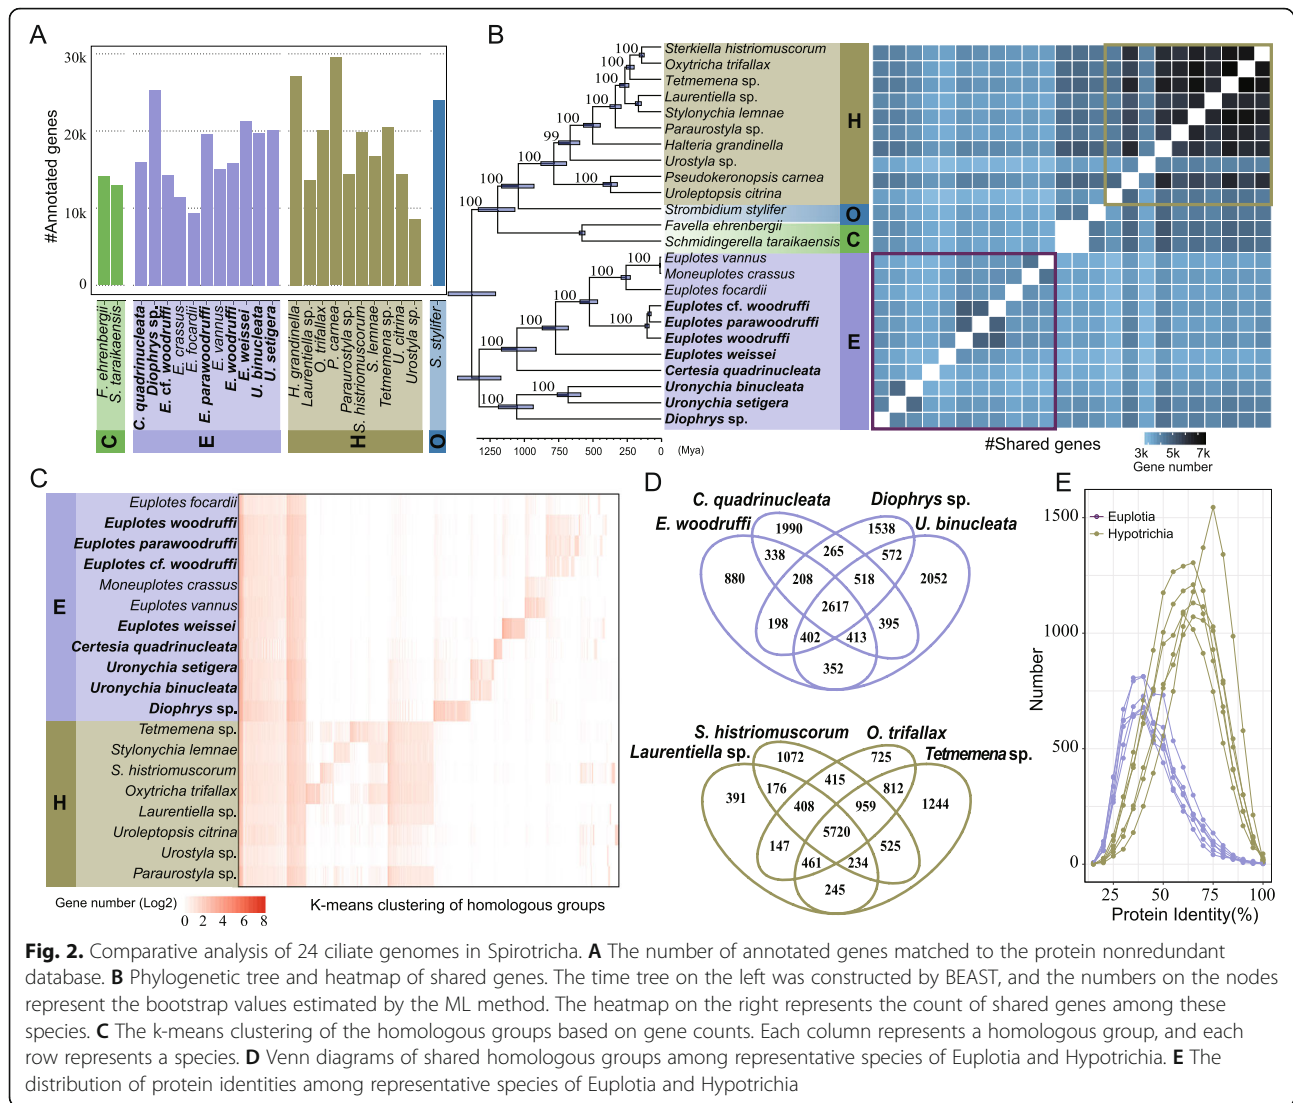 A
#Annotated genes
30k
20k
10k
0
F. ehrenbergii
S. taraikaensis
C. quadrinucleata
Diophrys sp.
E. cf. woodruffi
E. crassus
E. focardii
E. parawoodruffi
E. vannus
E. woodruffi
E. weissei
U. binucleata
U. setigera
H. grandinella
Laurentiella sp.
O. trifallax
P. carnea
Paraurostyla sp.
S. histriomuscorum
S. lemnae
Tetmemena sp.
U. citrina
Urostyla sp.
S. stylifer
C
E
H
O
B
100
100
100
100
100
100
99
100
100
100
100
100
100
100
100
100
100
100
100
100
Sterkiella histriomuscorum
Oxytricha trifallax
Tetmemena sp.
Laurentiella sp.
Stylonychia lemnae
Paraurostyla sp.
Halteria grandinella
Urostyla sp.
Pseudokeronopsis carnea
Uroleptopsis citrina
Strombidium stylifer
Favella ehrenbergii
Schmidingerella taraikaensis
Euplotes vannus
Moneuplotes crassus
Euplotes focardii
Euplotes cf. woodruffi
Euplotes parawoodruffi
Euplotes woodruffi
Euplotes weissei
Certesia quadrinucleata
Uronychia binucleata
Uronychia setigera
Diophrys sp.
H
O
C
E
1250 1000 750 500 250 0 (Mya)
#Shared genes
3k 5k 7k
Gene number
C
Euplotes focardii
Euplotes woodruffi
Euplotes parawoodruffi
Euplotes cf. woodruffi
Moneuplotes crassus
Euplotes vannus
Euplotes weissei
Certesia quadrinucleata
Uronychia setigera
Uronychia binucleata
Diophrys sp.
Tetmemena sp.
Stylonychia lemnae
S. histriomuscorum
Oxytricha trifallax
Laurentiella sp.
Uroleptopsis citrina
Urostyla sp.
Paraurostyla sp.
E
H
Gene number (Log2)
0 2 4 6 8
K-means clustering of homologous groups
D
C. quadrinucleata Diophrys sp.
E. woodruffi U. binucleata
1990 1538
338 265 572
880 208 518 2052
2617
198 395
402 413
352
S. histriomuscorum O. trifallax
Laurentiella sp. Tetmemena sp.
1072 725
176 415 812
391 408 959 1244
5720
147 525
461 234
245
E
Number
1500
1000
500
0
Euplotia
Hypotrichia
25 50 75 100
Protein Identity(%)
Fig. 2. Comparative analysis of 24 ciliate genomes in Spirotricha. A The number of annotated genes matched to the protein nonredundant
database. B Phylogenetic tree and heatmap of shared genes. The time tree on the left was constructed by BEAST, and the numbers on the nodes
represent the bootstrap values estimated by the ML method. The heatmap on the right represents the count of shared genes among these
species. C The k-means clustering of the homologous groups based on gene counts. Each column represents a homologous group, and each
row represents a species. D Venn diagrams of shared homologous groups among representative species of Euplotia and Hypotrichia. E The
distribution of protein identities among representative species of Euplotia and Hypotrichia